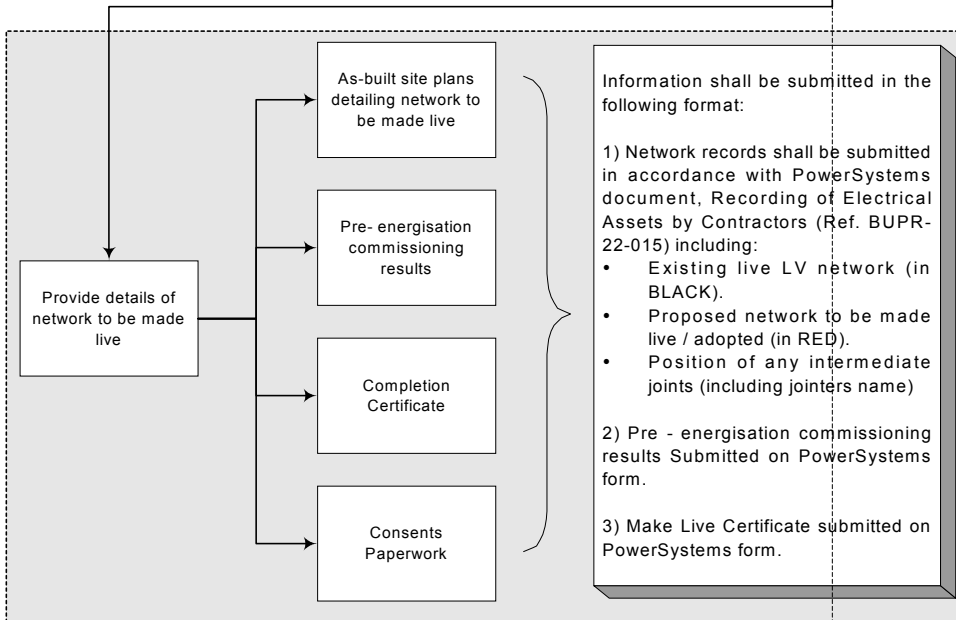 Provide details of
network to be made
live
As-built site plans
detailing network to
be made live
Pre- energisation
commissioning
results
Completion
Certificate
Consents
Paperwork
Information shall be submitted in the
following format:
1) Network records shall be submitted
in accordance with PowerSystems
document, Recording of Electrical
Assets by Contractors (Ref. BUPR-
22-015) including:
• Existing live LV network (in
BLACK).
• Proposed network to be made
live / adopted (in RED).
• Position of any intermediate
joints (including jointers name)
2) Pre - energisation commissioning
results Submitted on PowerSystems
form.
3) Make Live Certificate submitted on
PowerSystems form.